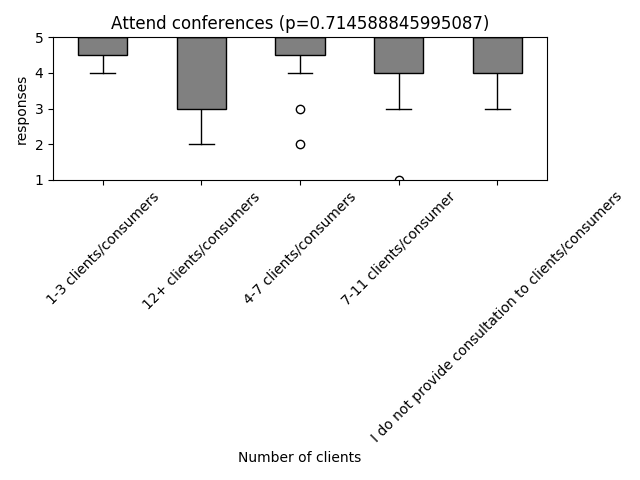 Attend conferences (p=0.714588845995087)
5
4
3
2
1
responses
1-3 clients/consumers
12+ clients/consumers
4-7 clients/consumers
7-11 clients/consumer
I do not provide consultation to clients/consumers
Number of clients